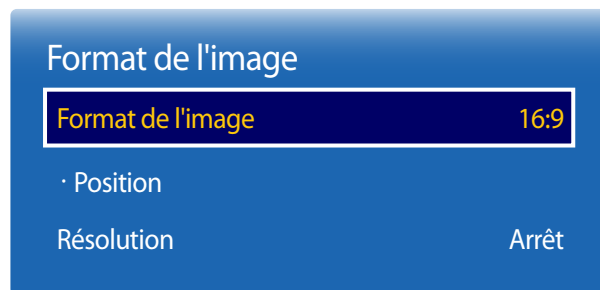 Format de l'image
Format de l'image 16:9
· Position
Résolution Arrêt